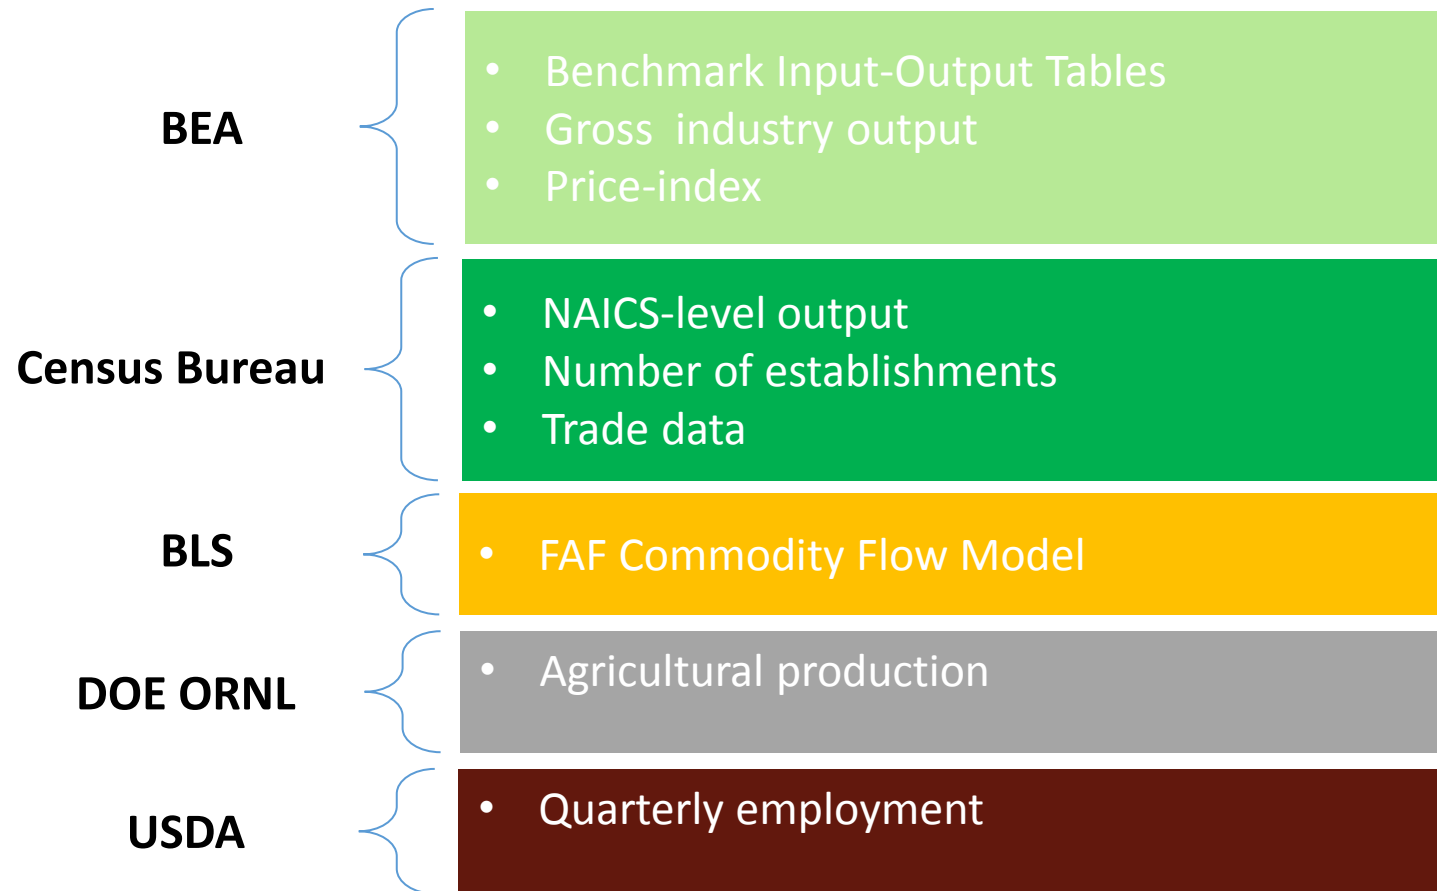 BEA
• Benchmark Input-Output Tables
• Gross industry output
• Price-index
Census Bureau
• NAICS-level output
• Number of establishments
• Trade data
BLS
• FAF Commodity Flow Model
DOE ORNL
• Agricultural production
USDA
• Quarterly employment